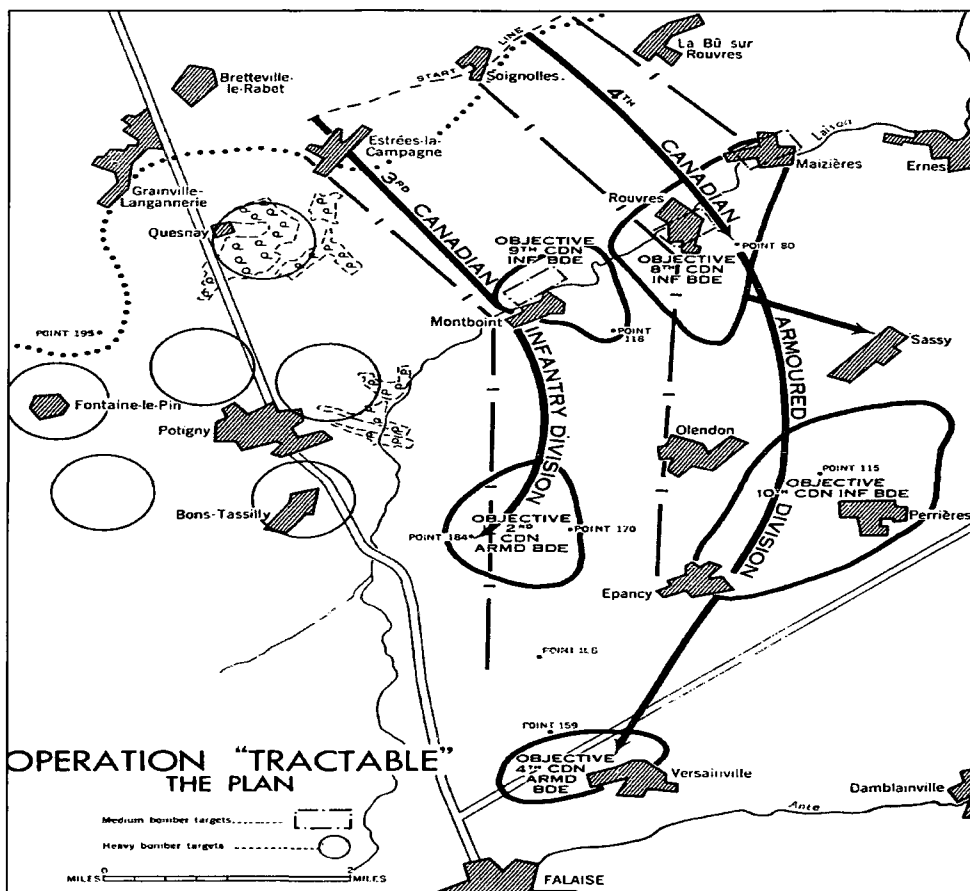 Bretteville-
le-Rabot
START LINE
Soignolles
La Bû sur
Rouvres
Estrées-la-
Campagne
Grainville-
Langannerie
Quesnay
4TH CANADIAN ARMOURED DIVISION
3RD CANADIAN INFANTRY DIVISION
Laison
Maizières
Ernes
Rouvres
OBJECTIVE
9TH CDN
INF BDE
OBJECTIVE
8TH CDN
INF BDE
POINT 80
Montboint
POINT
118
Sassy
POINT 195
Fontaine-le-Pin
Potigny
Olendon
POINT 115
OBJECTIVE
10TH CDN INF BDE
Perrières
Bons-Tassilly
OBJECTIVE
2ND
CDN
ARMD BDE
POINT 184
POINT 170
Epancy
POINT 159
OBJECTIVE
4TH CDN
ARMD
BDE
Versainville
Damblainville
Ante
FALAISE
OPERATION "TRACTABLE"
THE PLAN
Medium bomber targets
Heavy bomber targets
MILES 0 2 MILES